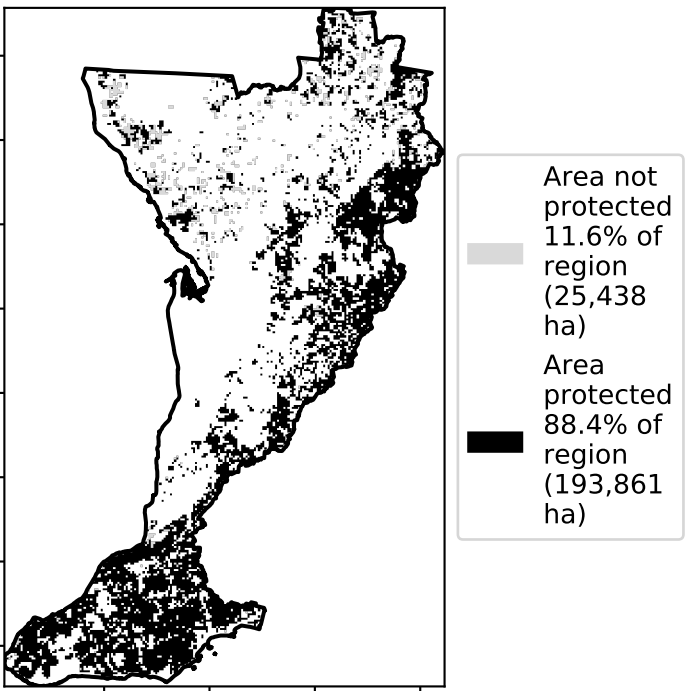 Area not
protected
11.6% of
region
(25,438
ha)
Area
protected
88.4% of
region
(193,861
ha)